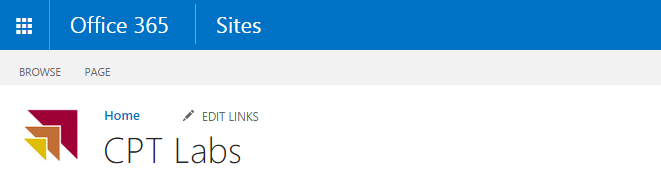 Office 365 Sites
BROWSE PAGE
Home EDIT LINKS
CPT Labs